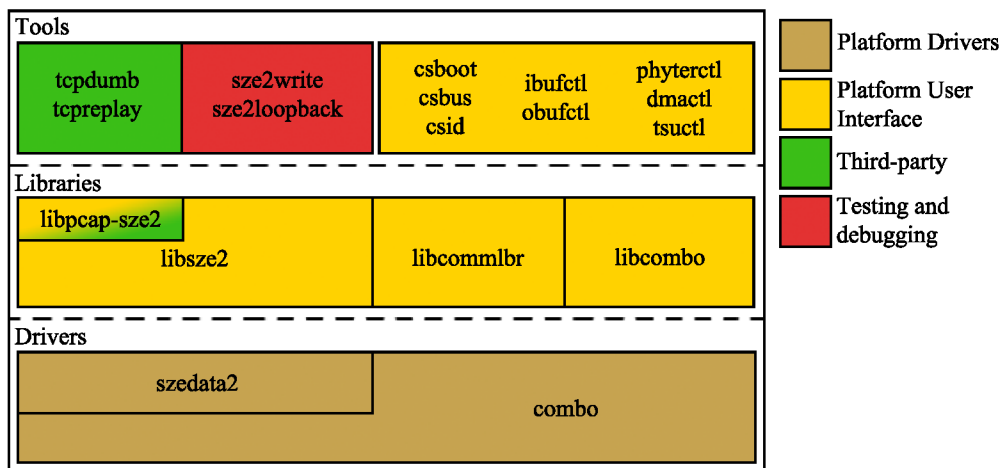 Tools
tcpdumb
tcpreplay
sze2write
sze2loopback
csboot
csbus
csid
ibufctl
obufctl
phyterctl
dmactl
tsuctl
Libraries
libpcap-sze2
libsze2
libcommlbr
libcombo
Drivers
szedata2
combo
Platform Drivers
Platform User
Interface
Third-party
Testing and
debugging